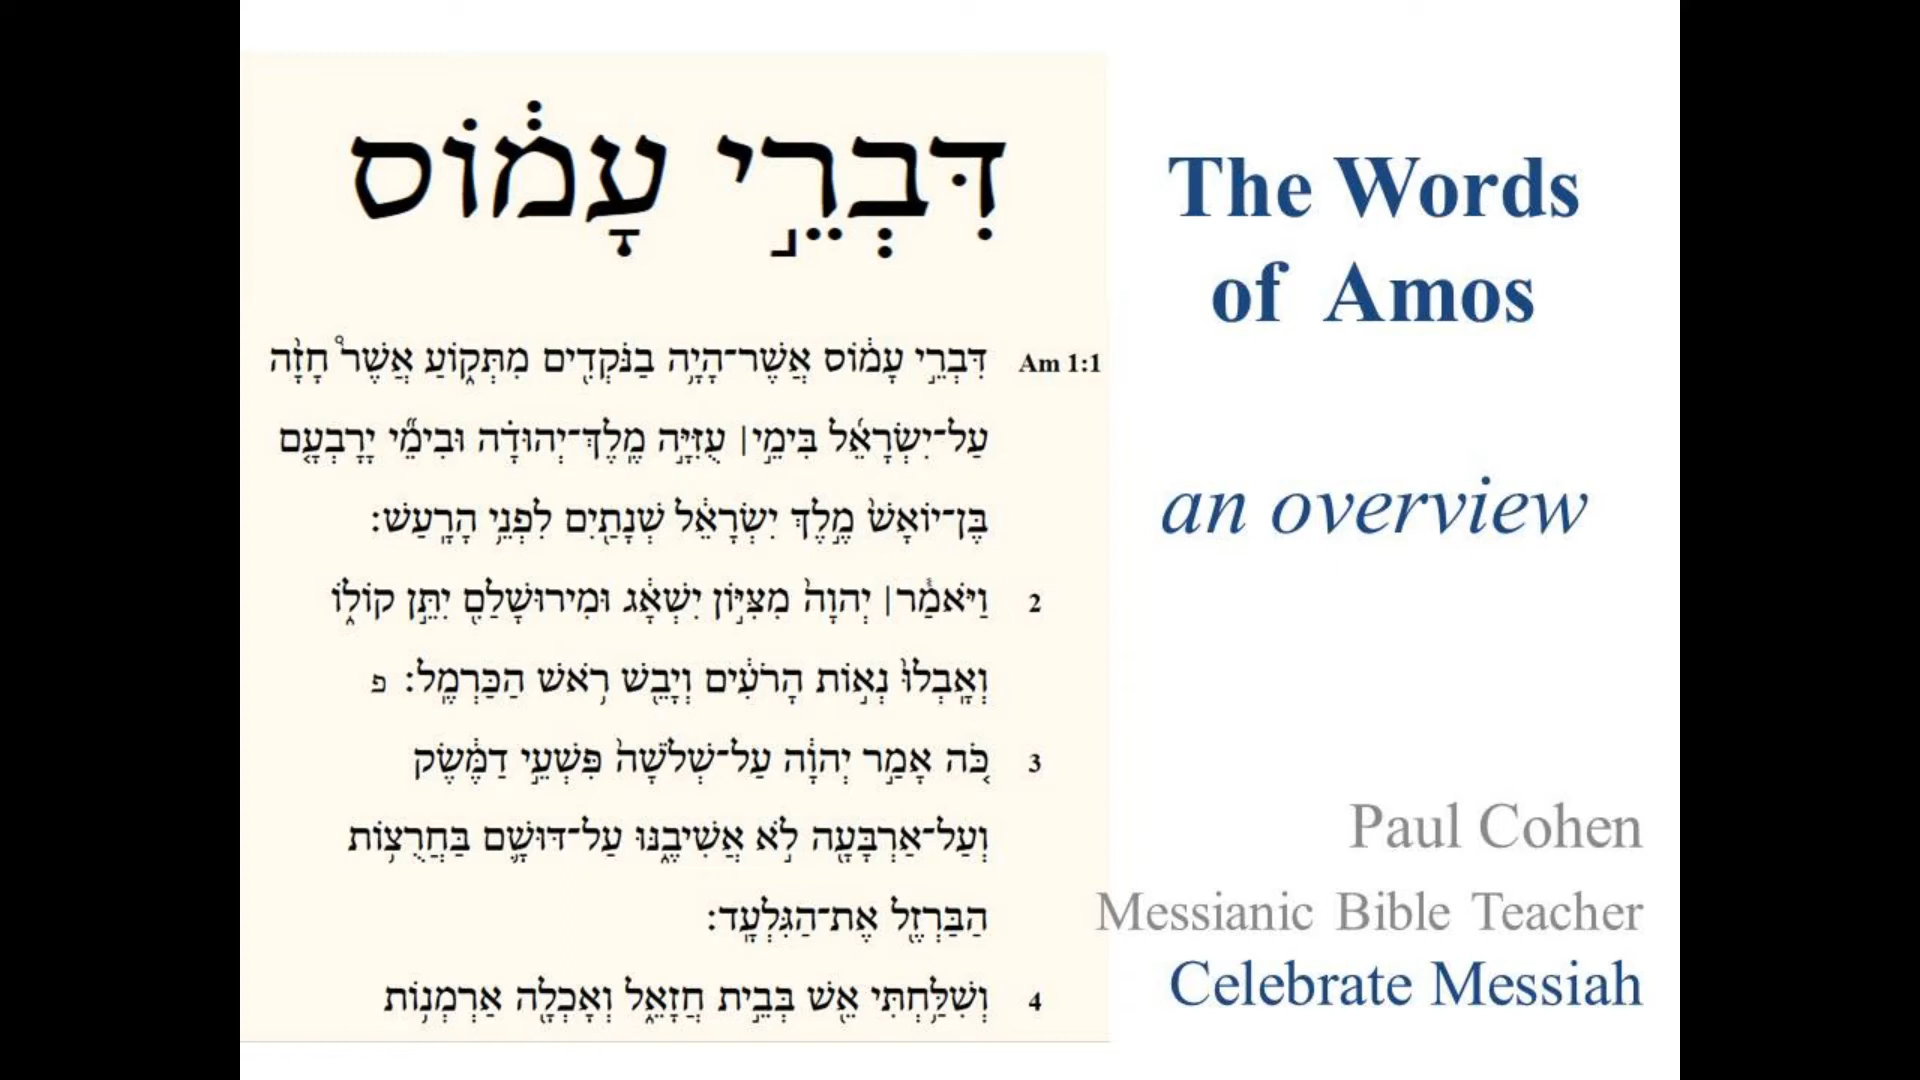 דִּבְרֵ֣י עָמ֔וֹס
Am 1:1 דִּבְרֵ֣י עָמ֔וֹס אֲשֶׁר־הָיָ֥ה בַנֹּקְדִ֖ים מִתְּק֑וֹעַ אֲשֶׁר֩ חָזָ֨ה
עַל־יִשְׂרָאֵ֜ל בִּימֵ֣י׀ עֻזִּיָּ֣ה מֶֽלֶךְ־יְהוּדָ֗ה וּבִימֵ֞י יָרָבְעָ֤ם
בֶּן־יוֹאָשׁ֙ מֶ֣לֶךְ יִשְׂרָאֵ֔ל שְׁנָתַ֖יִם לִפְנֵ֥י הָרָֽעַשׁ׃
2 וַיֹּאמַ֓ר׀ יְהוָה֙ מִצִּיּ֣וֹן יִשְׁאָ֔ג וּמִירוּשָׁלִַ֖ם יִתֵּ֣ן קוֹל֑וֹ
וְאָֽבְלוּ֙ נְא֣וֹת הָרֹעִ֔ים וְיָבֵ֖שׁ רֹ֥אשׁ הַכַּרְמֶֽל׃ פ
3 כֹּ֚ה אָמַ֣ר יְהוָ֔ה עַל־שְׁלֹשָׁה֙ פִּשְׁעֵ֣י דַמֶּ֔שֶׂק
וְעַל־אַרְבָּעָ֖ה לֹ֣א אֲשִׁיבֶ֑נּוּ עַל־דּוּשָׁ֛ם בַּחֲרֻצ֥וֹת
הַבַּרְזֶ֖ל אֶת־הַגִּלְעָֽד׃
4 וְשִׁלַּ֥חְתִּי אֵ֖שׁ בְּבֵ֣ית חֲזָאֵ֑ל וְאָכְלָ֖ה אַרְמְנ֥וֹת
The Words
of Amos
an overview
Paul Cohen
Messianic Bible Teacher
Celebrate Messiah